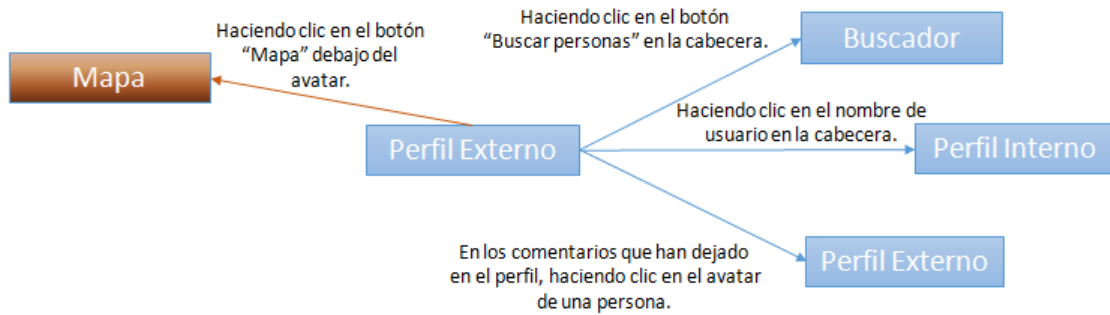 Haciendo clic en el botón
“Mapa” debajo del
avatar.
Mapa
Haciendo clic en el botón
“Buscar personas” en la cabecera.
Buscador
Perfil Externo
Haciendo clic en el nombre de
usuario en la cabecera.
Perfil Interno
En los comentarios que han dejado
en el perfil, haciendo clic en el avatar
de una persona.
Perfil Externo